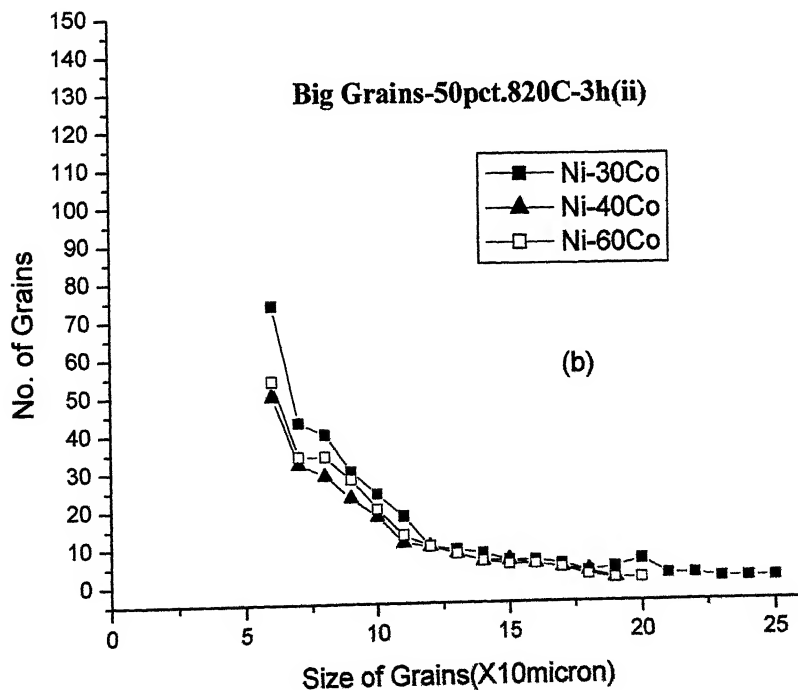 150
140
130
120
110
100
90
80
70
60
50
40
30
20
10
0
No. of Grains
Big Grains-50pct.820C-3h(ii)
Ni-30Co
Ni-40Co
Ni-60Co
(b)
0 5 10 15 20 25
Size of Grains(X10micron)